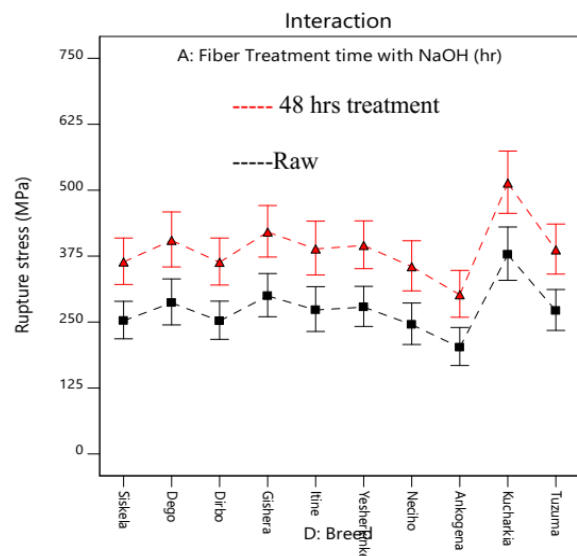 Interaction
A: Fiber Treatment time with NaOH (hr)
48 hrs treatment
Raw
Rupture stress (MPa)
750
625
500
375
250
125
0
Siskela
Dego
Dirbo
Gishera
Itine
Neciho
Ankogena
Kucharkia
Tuzuma
D: Breed